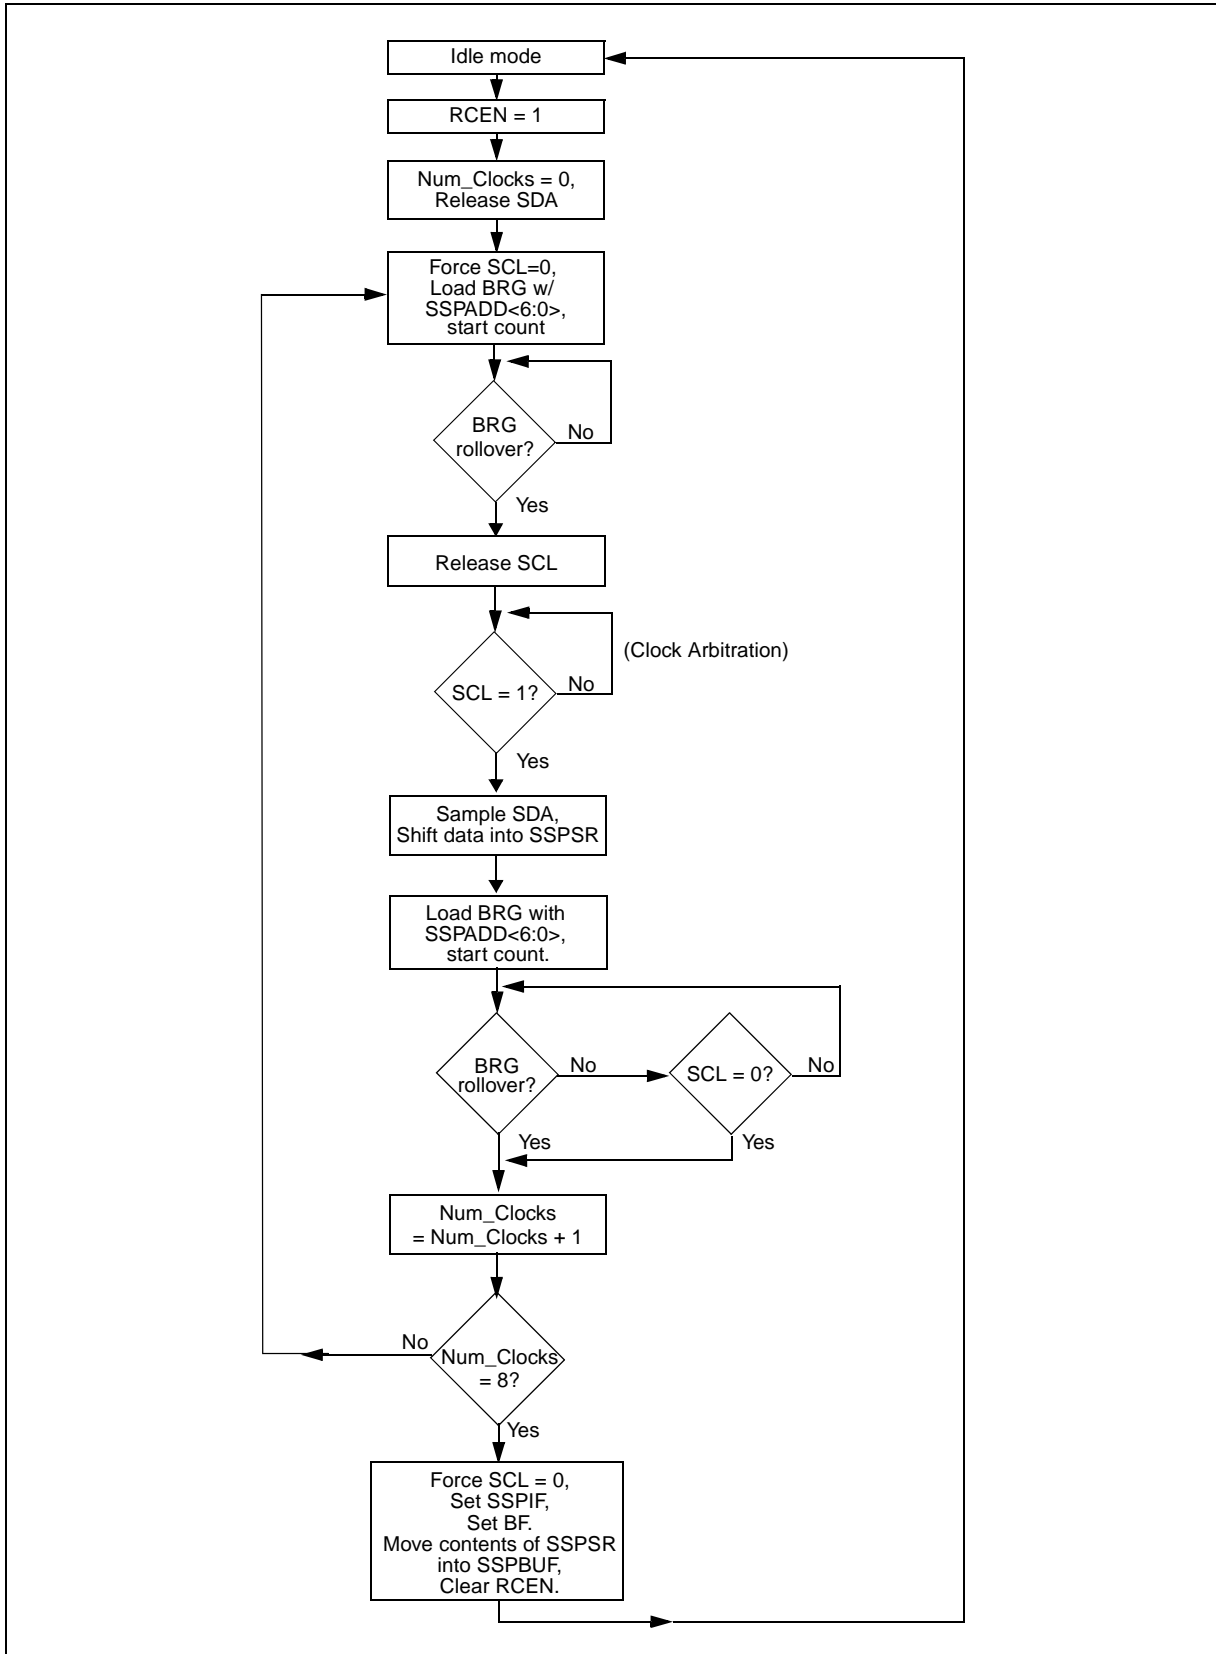 Idle mode
RCEN = 1
Num_Clocks = 0,
Release SDA
Force SCL=0,
Load BRG w/
SSPADD<6:0>,
start count
BRG
rollover?
No
Yes
Release SCL
(Clock Arbitration)
SCL = 1?
No
Yes
Sample SDA,
Shift data into SSPSR
Load BRG with
SSPADD<6:0>,
start count.
BRG
rollover?
No
SCL = 0?
No
Yes
Yes
Num_Clocks
= Num_Clocks + 1
No
Num_Clocks
= 8?
Yes
Force SCL = 0,
Set SSPIF,
Set BF.
Move contents of SSPSR
into SSPBUF,
Clear RCEN.